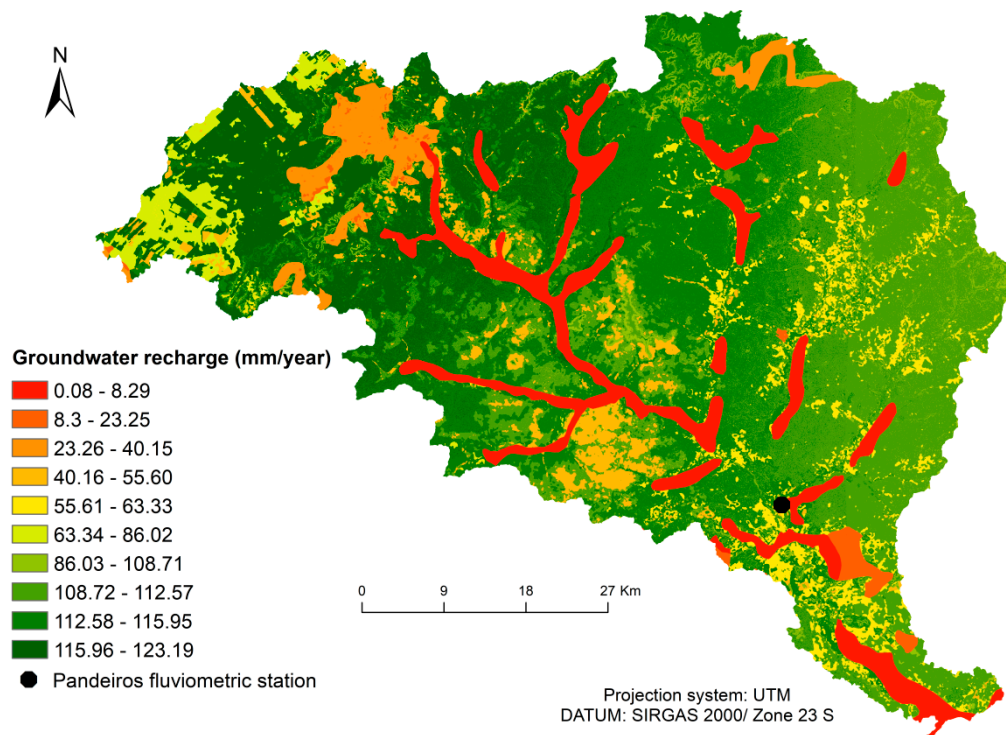 N
Groundwater recharge (mm/year)
0.08 - 8.29
8.3 - 23.25
23.26 - 40.15
40.16 - 55.60
55.61 - 63.33
63.34 - 86.02
86.03 - 108.71
108.72 - 112.57
112.58 - 115.95
115.96 - 123.19
Pandeiros fluviometric station
0 9 18 27 Km
Projection system: UTM
DATUM: SIRGAS 2000/ Zone 23 S